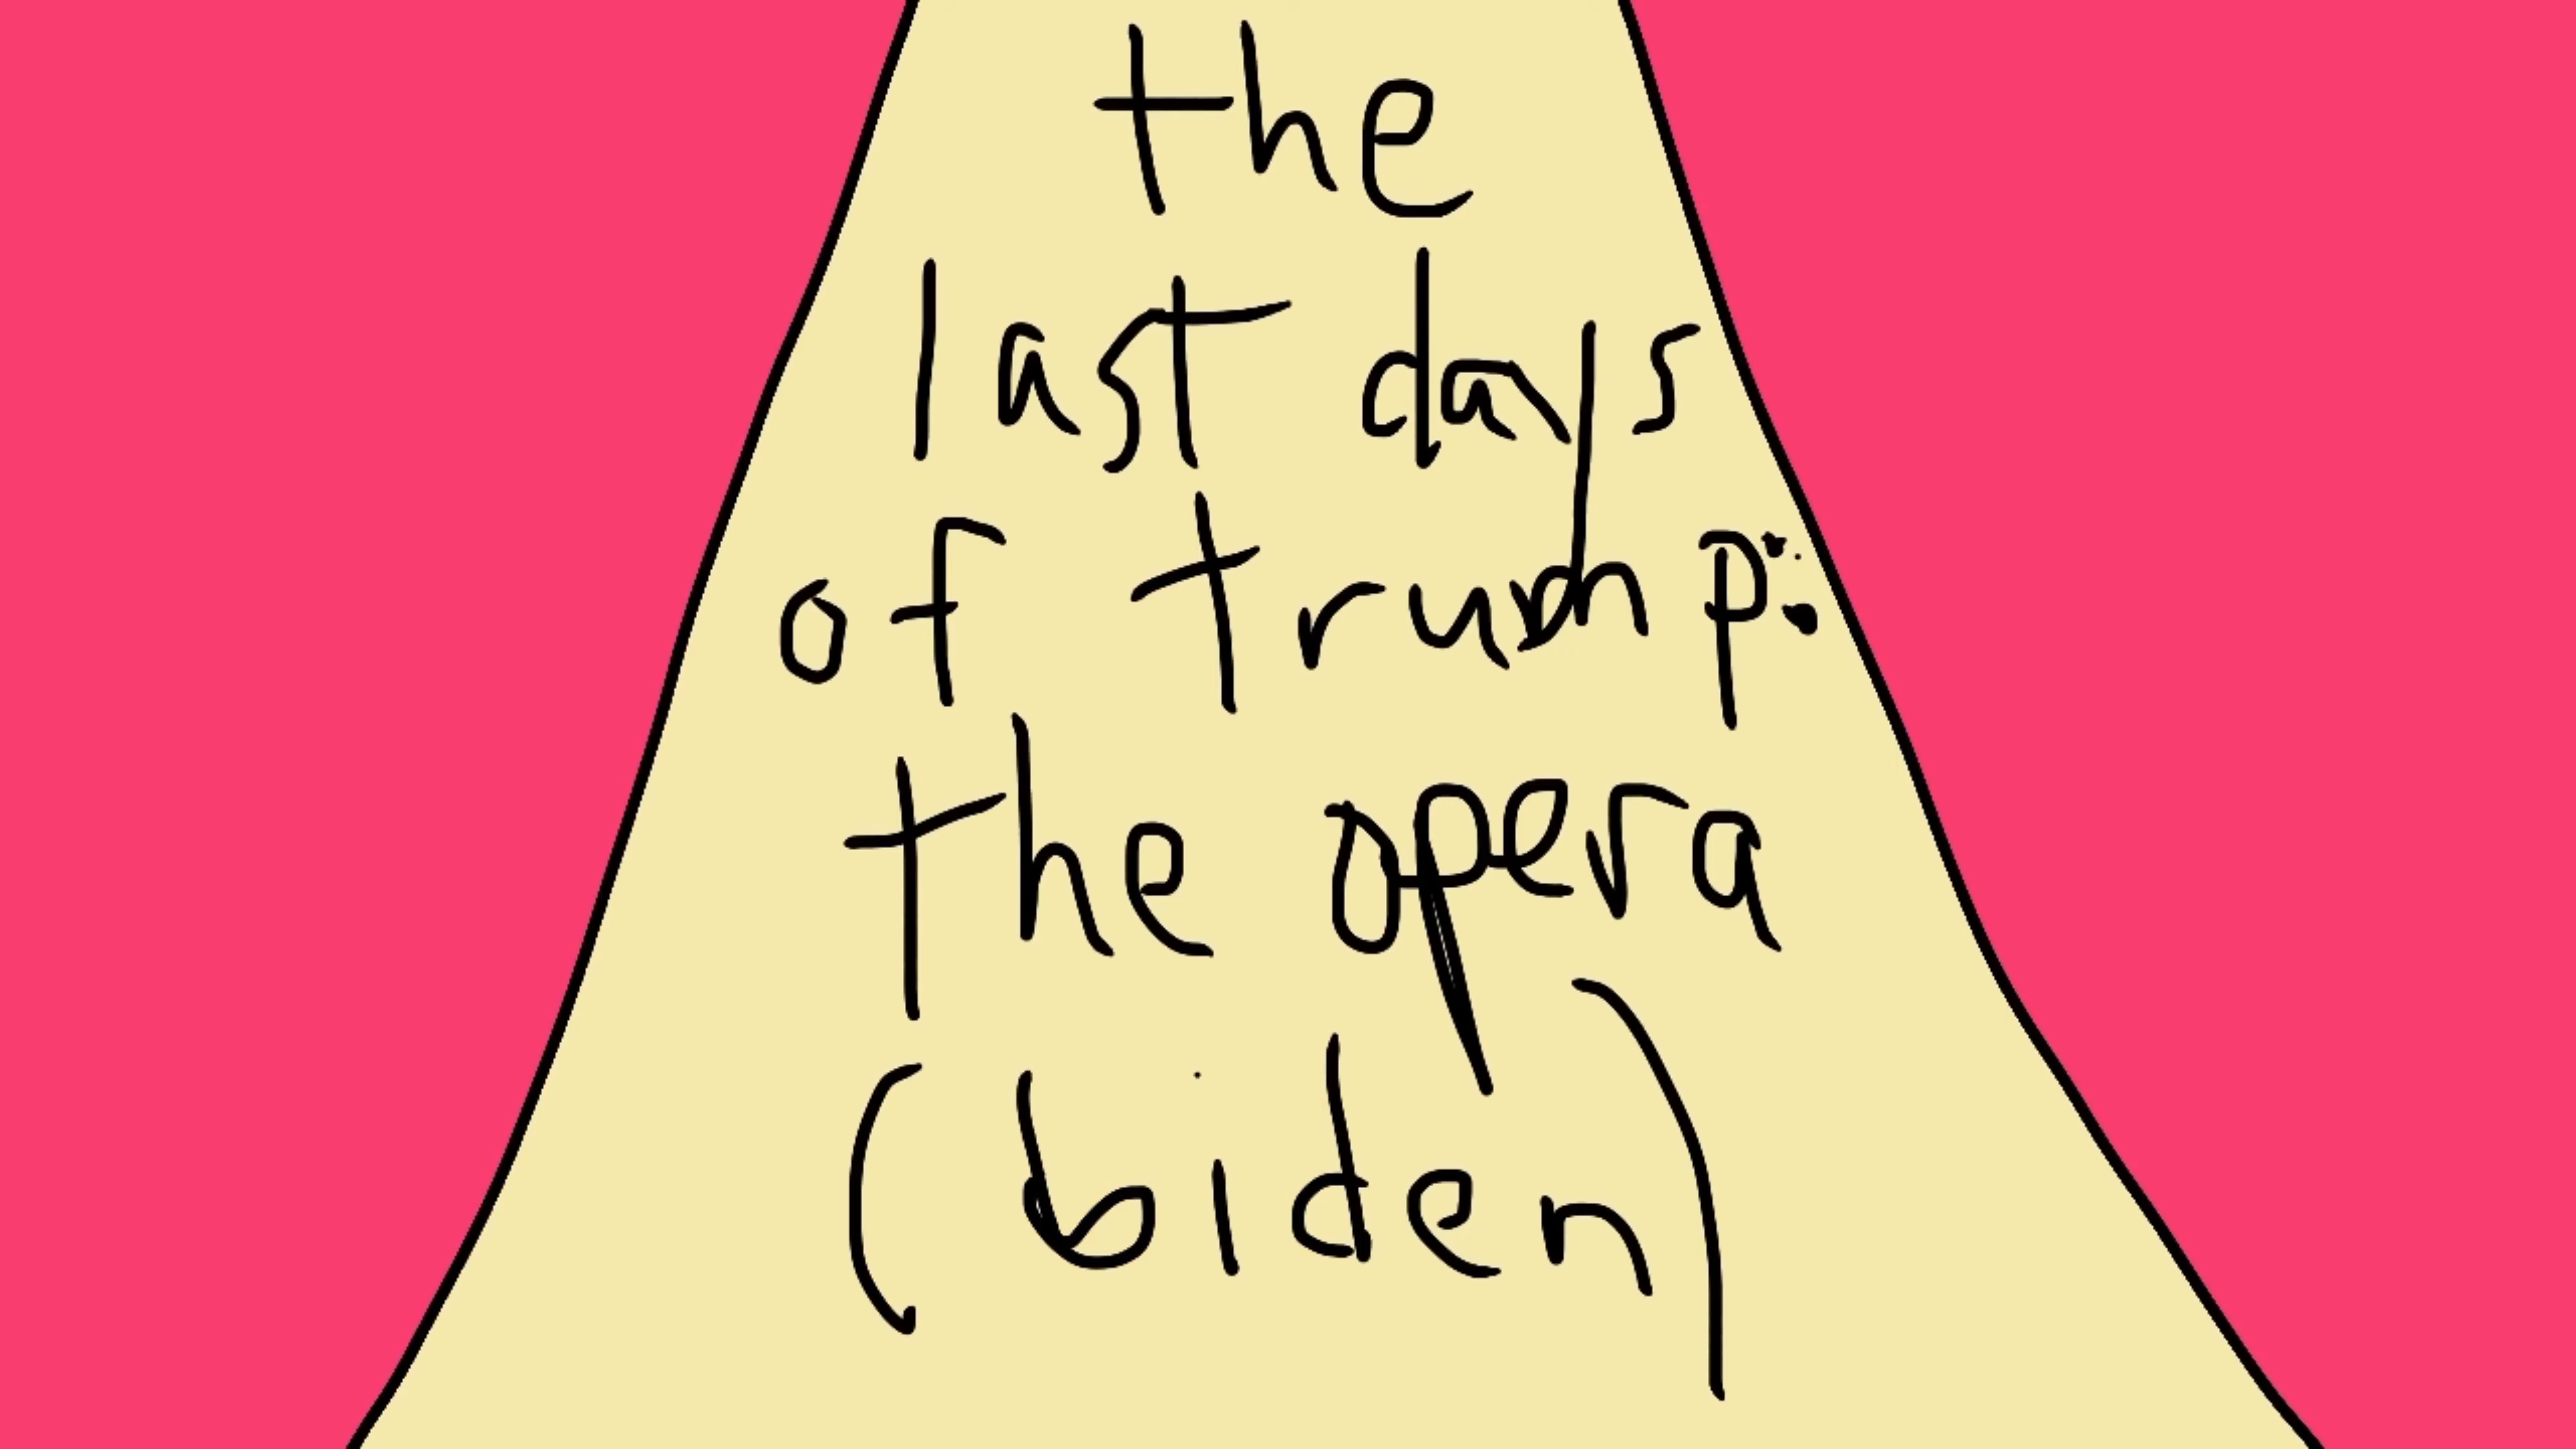 the
last days
of trump:
the opera
(biden)